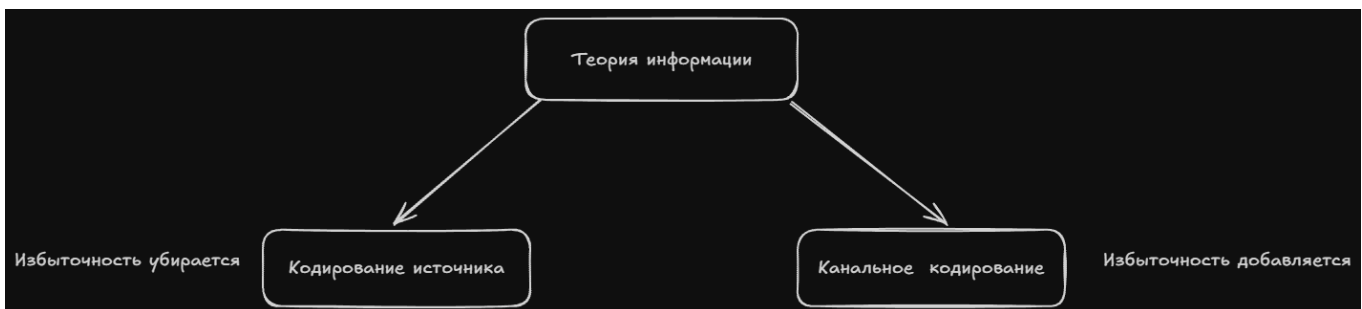 Теория информации
Избыточность убирается
Кодирование источника
Канальное кодирование
Избыточность добавляется